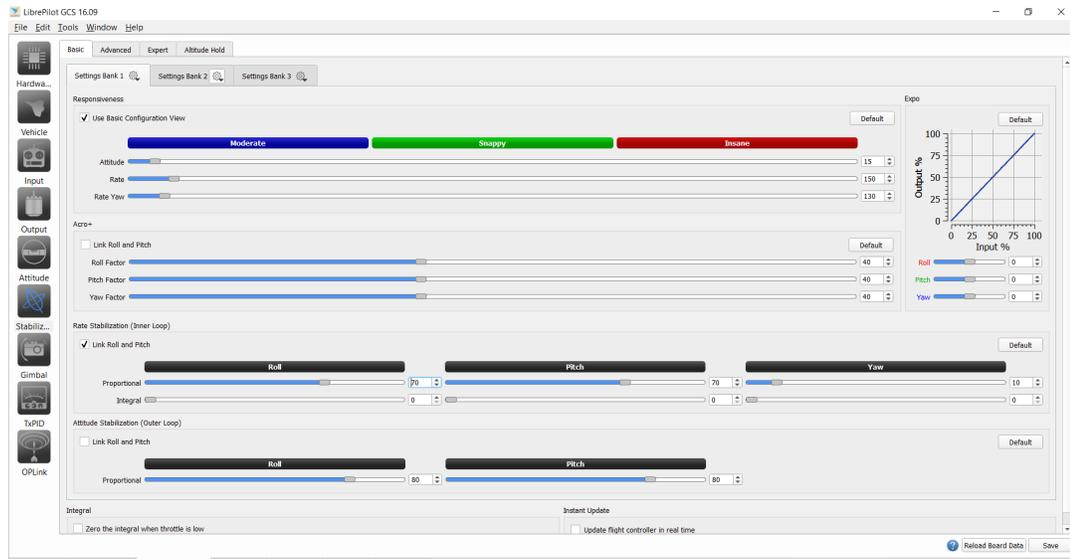 LibrePilot GCS 16.09
File Edit Tools Window Help
Basic Advanced Expert Altitude Hold
Settings Bank 1 Settings Bank 2 Settings Bank 3
Hardwa...
Vehicle
Input
Output
Attitude
Stabiliz...
Gimbal
TxPID
OPLink
Responsiveness
Use Basic Configuration View Default
Moderate Snappy Insane
Attitude 15
Rate 150
Rate Yaw 130
Expo
Default
Output %
100
75
50
25
0
0 25 50 75 100
Input %
Roll 0
Pitch 0
Yaw 0
Acro+
Link Roll and Pitch Default
Roll Factor 40
Pitch Factor 40
Yaw Factor 40
Rate Stabilization (Inner Loop)
Link Roll and Pitch Default
Roll Pitch Yaw
Proportional 70 70 10
Integral 0 0 0
Attitude Stabilization (Outer Loop)
Link Roll and Pitch Default
Roll Pitch
Proportional 80 80
Integral Instant Update
Zero the integral when throttle is low Update flight controller in real time
? Reload Board Data Save